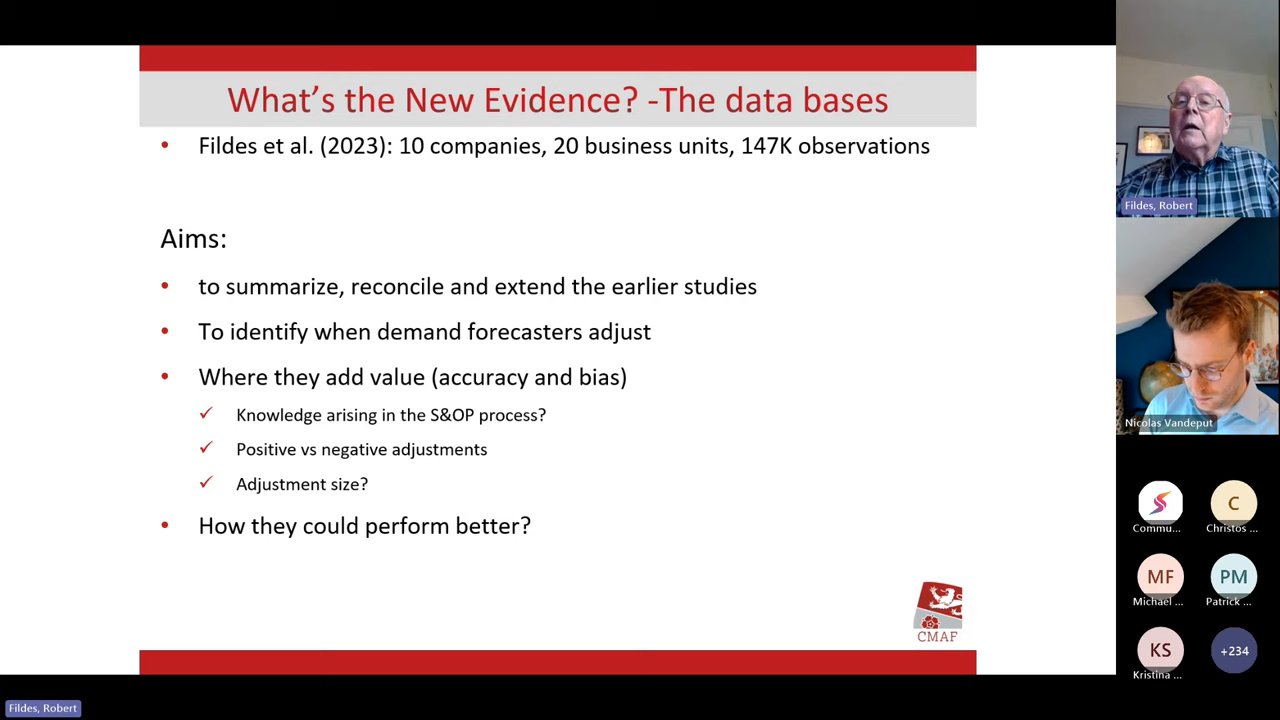 What's the New Evidence? -The data bases
• Fildes et al. (2023): 10 companies, 20 business units, 147K observations
Aims:
• to summarize, reconcile and extend the earlier studies
• To identify when demand forecasters adjust
• Where they add value (accuracy and bias)
✓ Knowledge arising in the S&OP process?
✓ Positive vs negative adjustments
✓ Adjustment size?
• How they could perform better?
CMAF
Fildes, Robert
Nicolas Vandeput
C
Commu...
Christos ...
MF
PM
Michael ...
Patrick ...
KS
+234
Kristina ...
Fildes, Robert